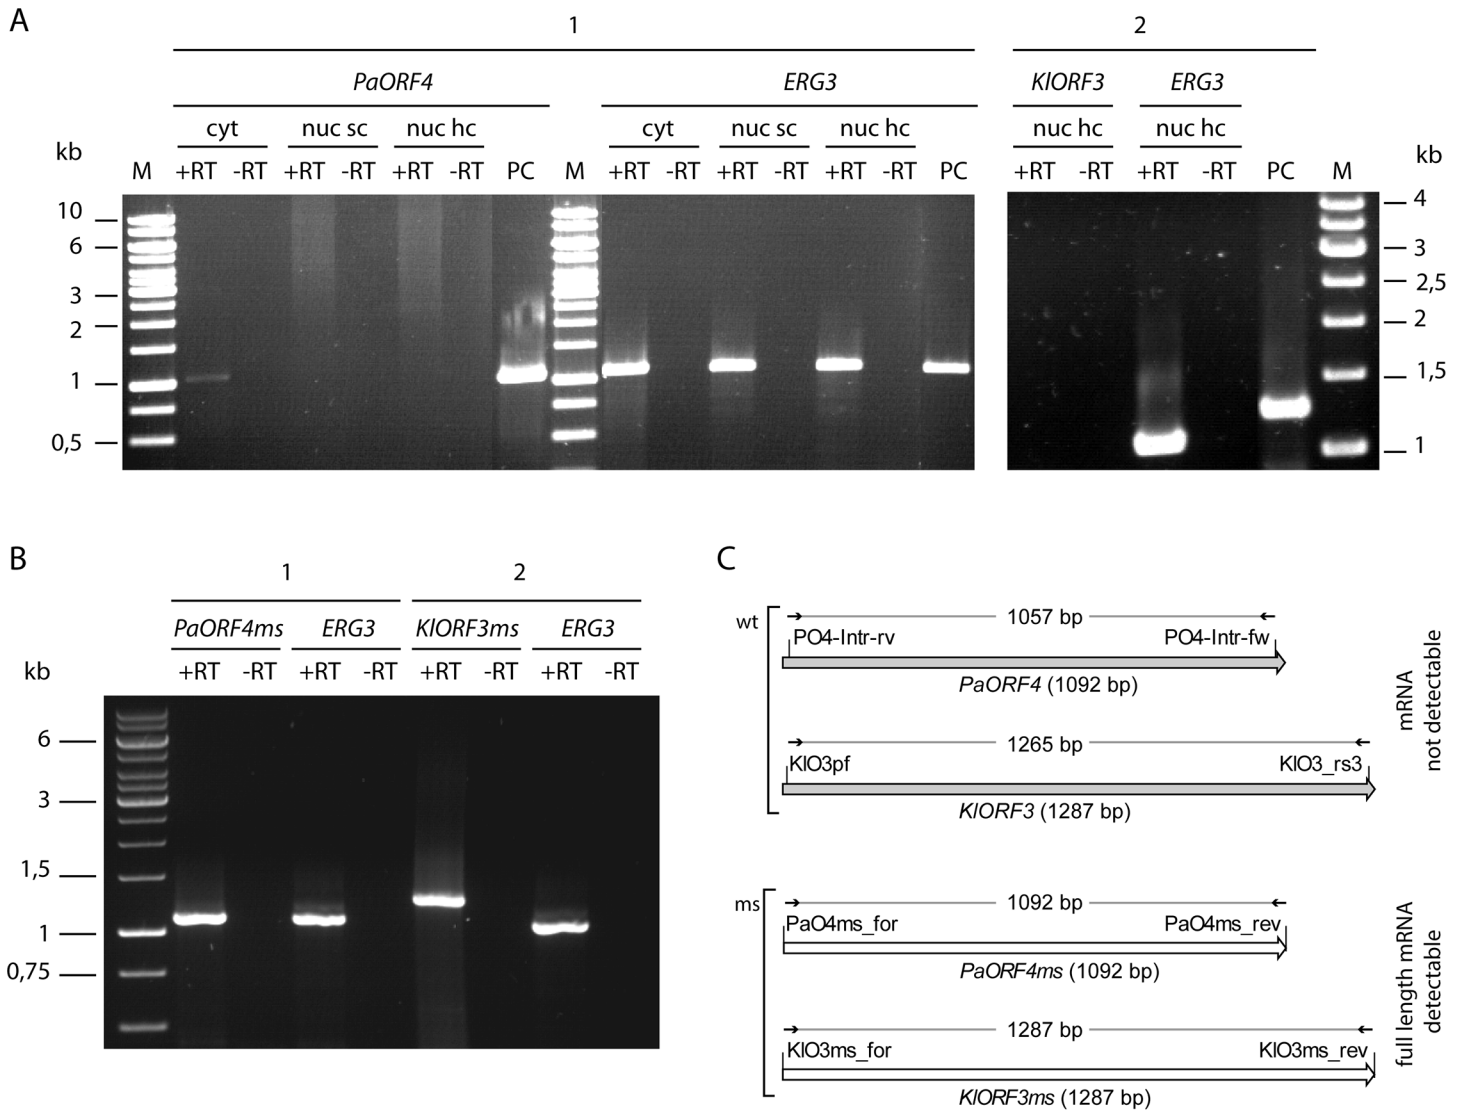 A
1
2
PaORF4 ERG3 KlORF3 ERG3
cyt nuc sc nuc hc cyt nuc sc nuc hc nuc hc nuc hc
kb M +RT -RT +RT -RT +RT -RT PC M +RT -RT +RT -RT +RT -RT PC +RT -RT +RT -RT PC M kb
10
6
3
2
1
0,5
4
3
2,5
2
1,5
1
B
1 2
PaORF4ms ERG3 KlORF3ms ERG3
kb +RT -RT +RT -RT +RT -RT +RT -RT
6
3
1,5
1
0,75
C
wt
1057 bp
PO4-Intr-rv PO4-Intr-fw
PaORF4 (1092 bp)
1265 bp
KlO3pf KlO3_rs3
KlORF3 (1287 bp)
mRNA
not detectable
ms
1092 bp
PaO4ms_for PaO4ms_rev
PaORF4ms (1092 bp)
1287 bp
KlO3ms_for KlO3ms_rev
KlORF3ms (1287 bp)
full length mRNA
detectable